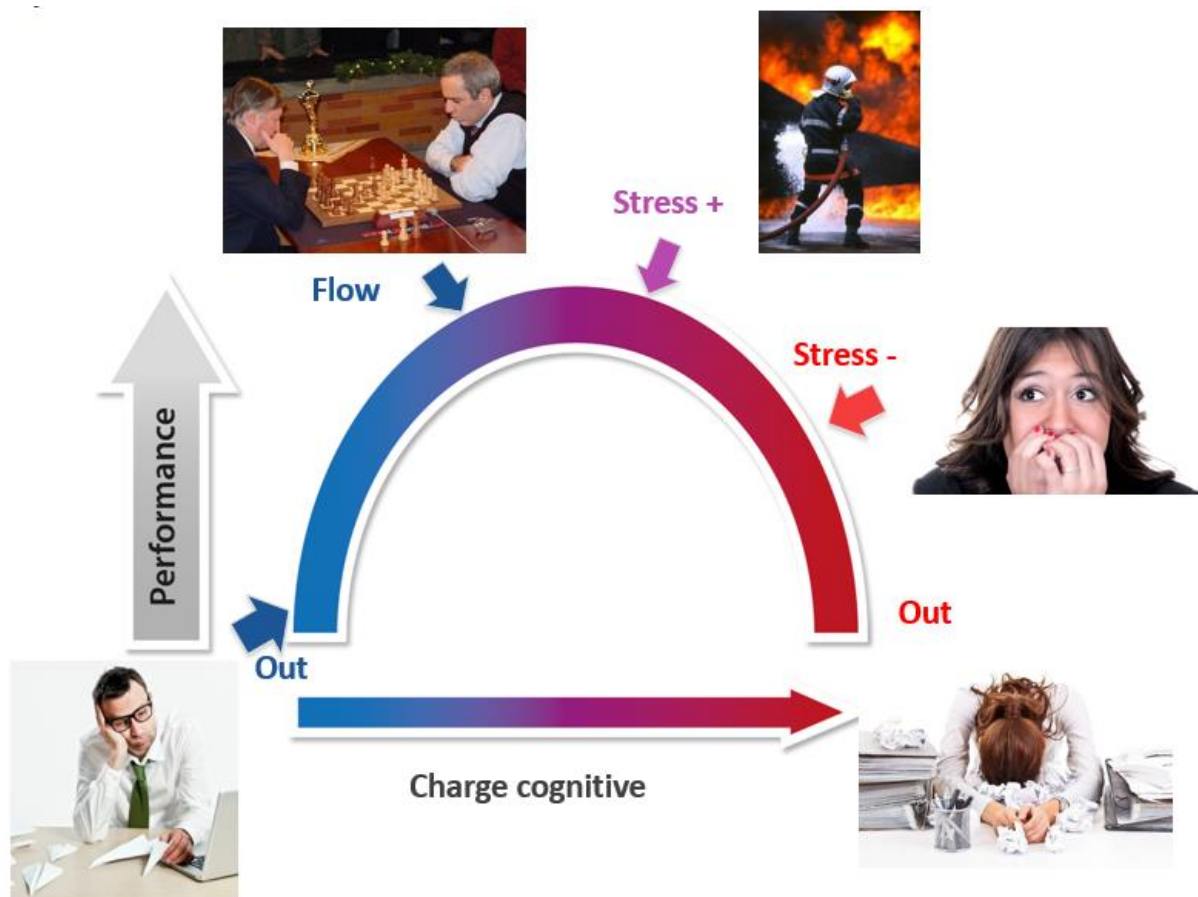 Stress +
Flow
Stress -
Performance
Out
Out
Charge cognitive